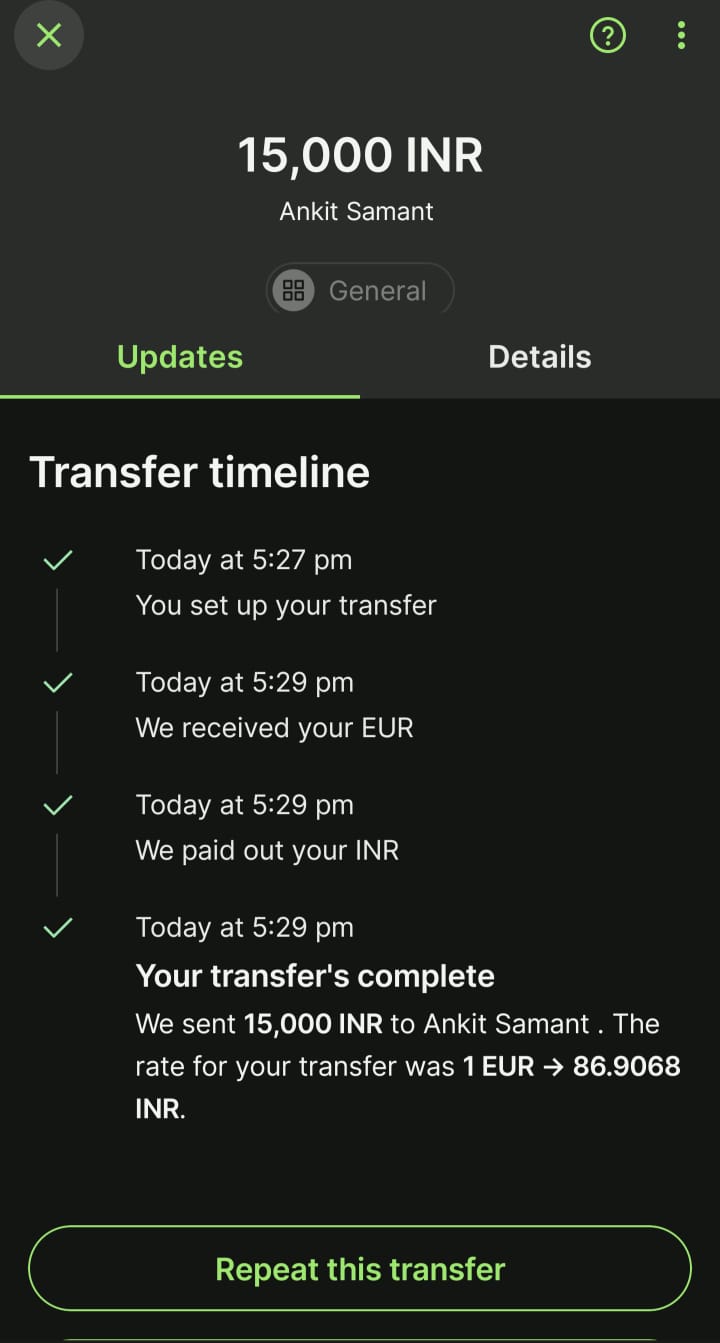 15,000 INR
Ankit Samant
General
Updates
Details
Transfer timeline
Today at 5:27 pm
You set up your transfer
Today at 5:29 pm
We received your EUR
Today at 5:29 pm
We paid out your INR
Today at 5:29 pm
Your transfer's complete
We sent 15,000 INR to Ankit Samant . The
rate for your transfer was 1 EUR → 86.9068
INR.
Repeat this transfer